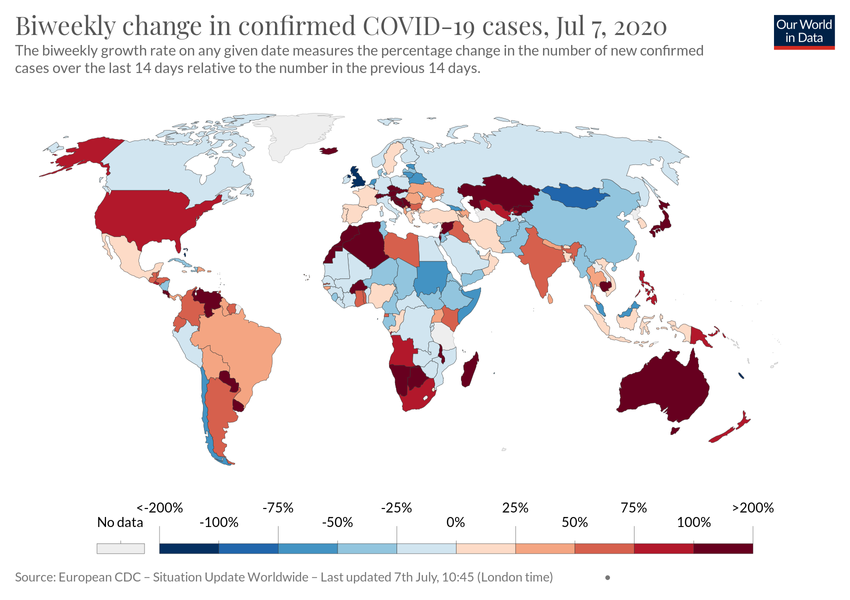 Biweekly change in confirmed COVID-19 cases, Jul 7, 2020
Our World
in Data
The biweekly growth rate on any given date measures the percentage change in the number of new confirmed
cases over the last 14 days relative to the number in the previous 14 days.
<-200% -75% -25% 25% 75% >200%
No data -100% -50% 0% 50% 100%
Source: European CDC – Situation Update Worldwide – Last updated 7th July, 10:45 (London time) •